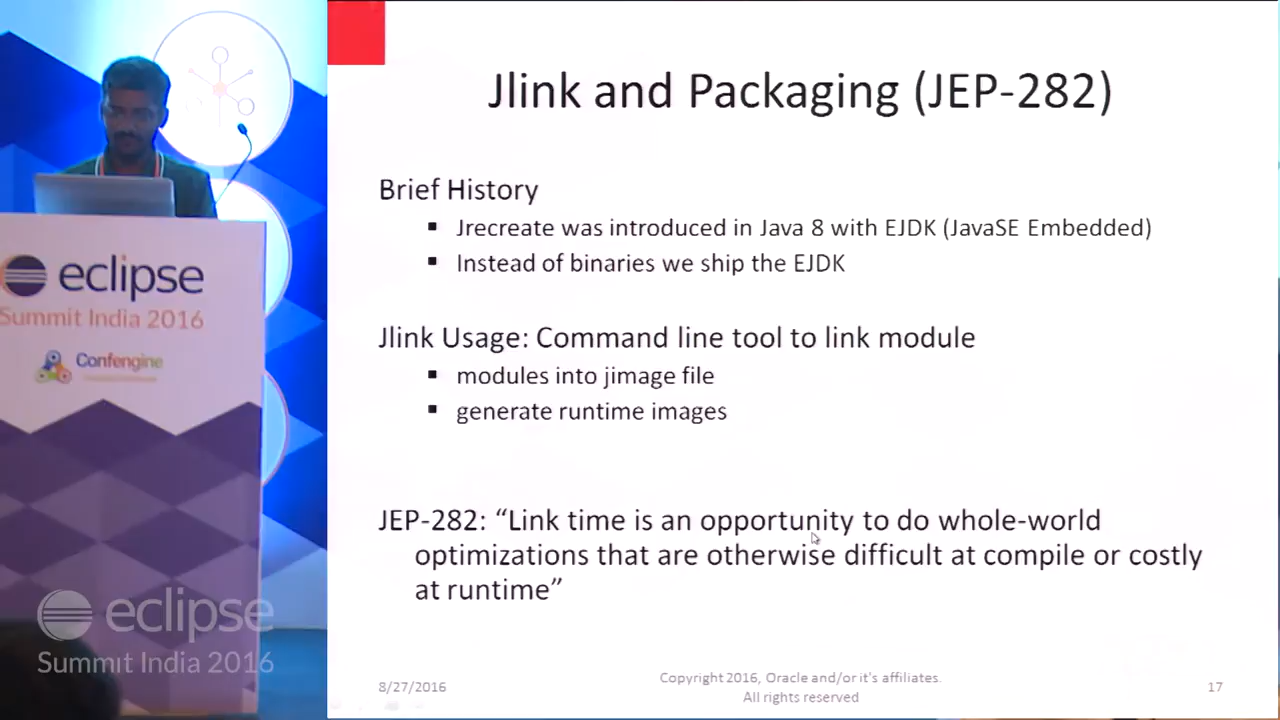 Jlink and Packaging (JEP-282)
Brief History
▪ Jrecreate was introduced in Java 8 with EJDK (JavaSE Embedded)
▪ Instead of binaries we ship the EJDK
Jlink Usage: Command line tool to link module
▪ modules into jimage file
▪ generate runtime images
JEP-282: “Link time is an opportunity to do whole-world
optimizations that are otherwise difficult at compile or costly
at runtime”
8/27/2016
Copyright 2016, Oracle and/or it's affiliates.
All rights reserved
17
eclipse
Summit India 2016
Confengine
eclipse
Summit India 2016